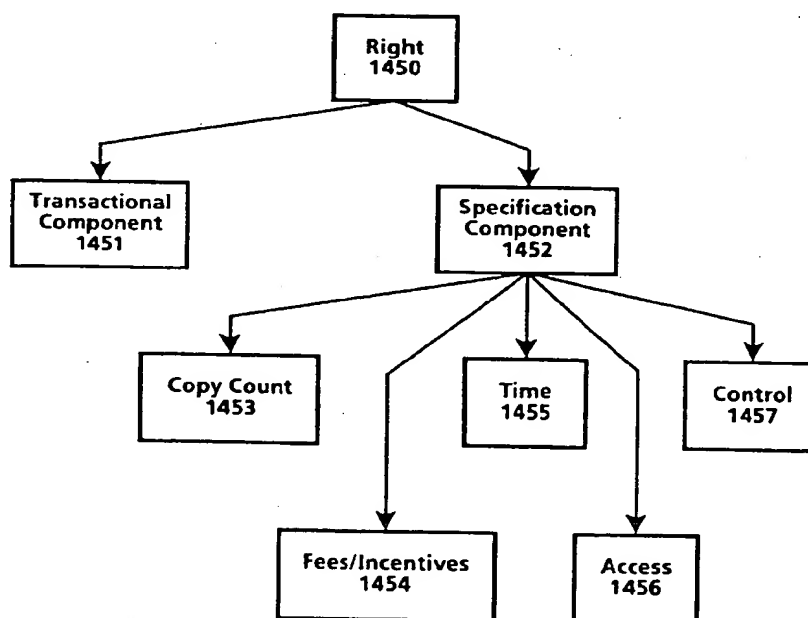 Right
1450
Transactional
Component
1451
Specification
Component
1452
Copy Count
1453
Time
1455
Control
1457
Fees/Incentives
1454
Access
1456